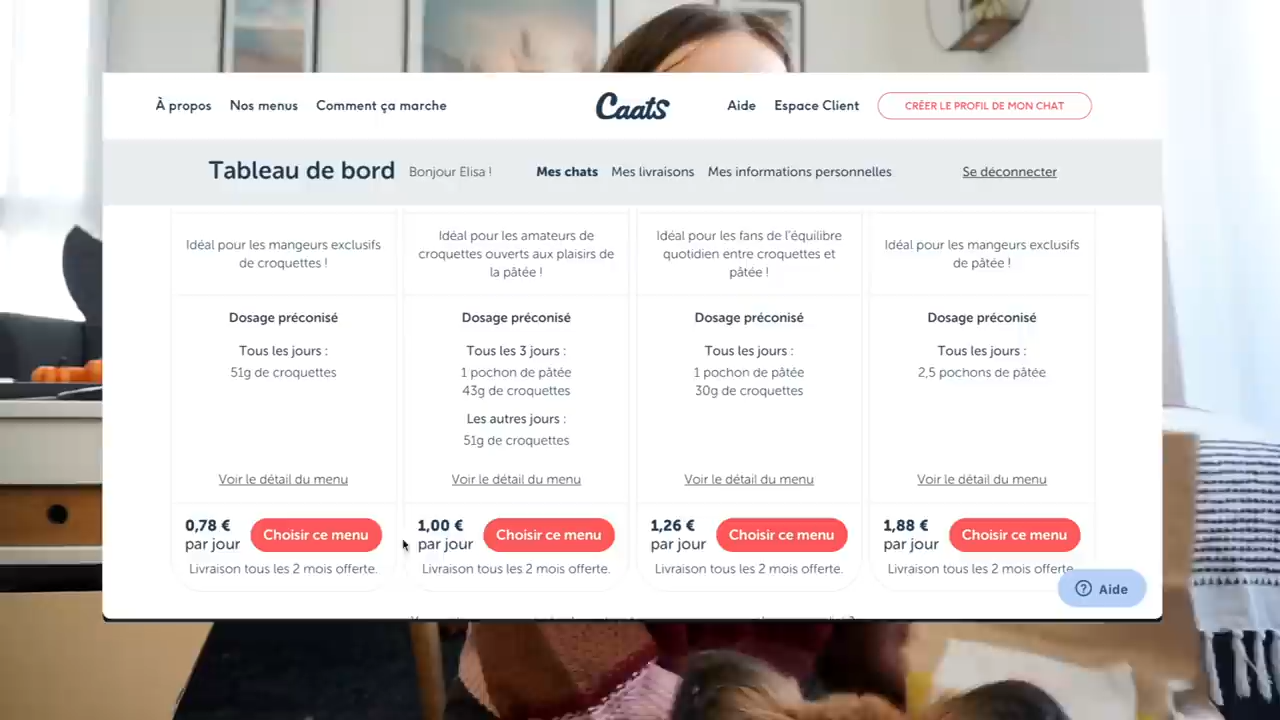 À propos
Nos menus
Comment ça marche
Caats
Aide
Espace Client
CRÉER LE PROFIL DE MON CHAT
Tableau de bord
Bonjour Elisa !
Mes chats
Mes livraisons
Mes informations personnelles
Se déconnecter
Idéal pour les mangeurs exclusifs
de croquettes !
Dosage préconisé
Tous les jours :
51g de croquettes
Voir le détail du menu
0,78 €
par jour
Choisir ce menu
Livraison tous les 2 mois offerte.
Idéal pour les amateurs de
croquettes ouverts aux plaisirs de
la pâtée !
Dosage préconisé
Tous les 3 jours :
1 pochon de pâtée
43g de croquettes
Les autres jours :
51g de croquettes
Voir le détail du menu
1,00 €
par jour
Choisir ce menu
Livraison tous les 2 mois offerte.
Idéal pour les fans de l'équilibre
quotidien entre croquettes et
pâtée !
Dosage préconisé
Tous les jours :
1 pochon de pâtée
30g de croquettes
Voir le détail du menu
1,26 €
par jour
Choisir ce menu
Livraison tous les 2 mois offerte.
Idéal pour les mangeurs exclusifs
de pâtée !
Dosage préconisé
Tous les jours :
2,5 pochons de pâtée
Voir le détail du menu
1,88 €
par jour
Choisir ce menu
Livraison tous les 2 mois offerte.
Aide